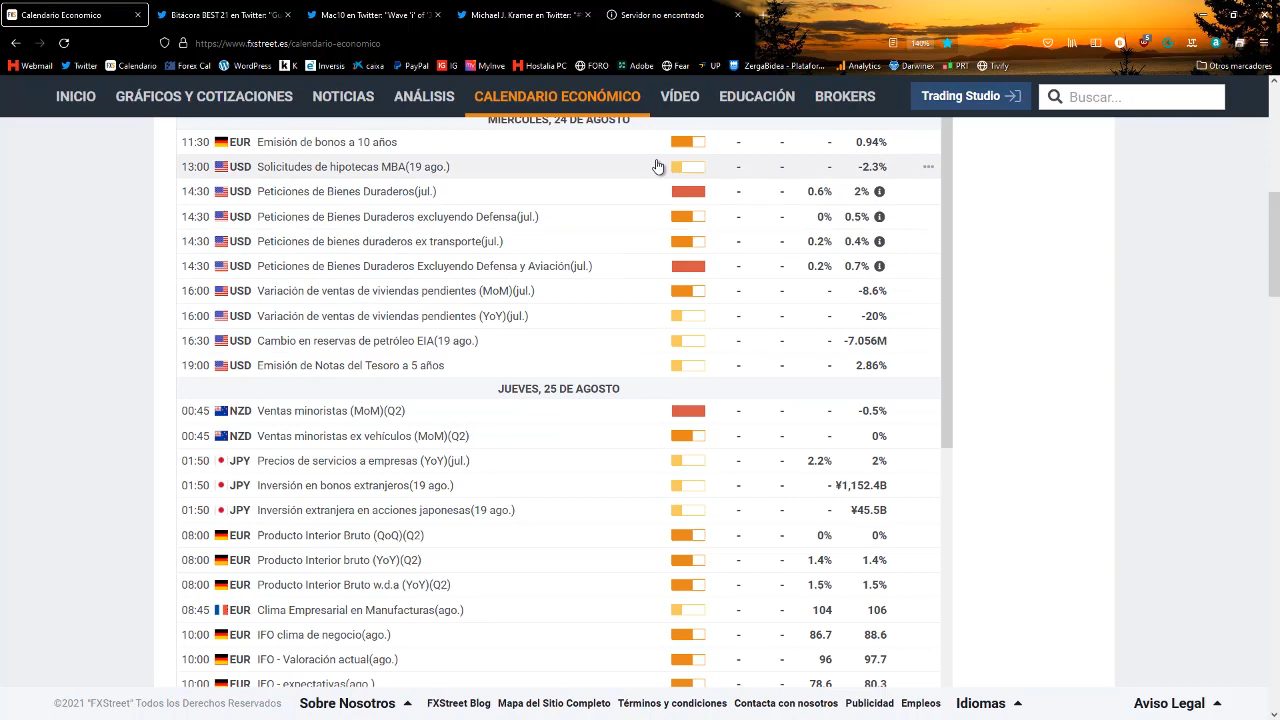 Calendario Economico
Bitácora BEST 21 en Twitter: "Gu
Mac10 en Twitter: "Wave 'i' of '3
Michael J. Kramer en Twitter: "#
Servidor no encontrado
https://www.fxstreet.es/calendario-economico
140%
Webmail Twitter Calendario Forex Cal WordPress K Inversis caixa PayPal IG MyInve Hostalia PC FORO Adobe Fear UP ZergaBidea - Platafor... Analytics Darwinex PRT Tivify Otros marcadores
INICIO GRÁFICOS Y COTIZACIONES NOTICIAS ANÁLISIS CALENDARIO ECONÓMICO VÍDEO EDUCACIÓN BROKERS Trading Studio Buscar...
MIÉRCOLES, 24 DE AGOSTO
11:30 EUR Emisión de bonos a 10 años - - - 0.94%
13:00 USD Solicitudes de hipotecas MBA(19 ago.) - - - -2.3%
14:30 USD Peticiones de Bienes Duraderos(jul.) - - 0.6% 2%
14:30 USD Peticiones de Bienes Duraderos excluyendo Defensa(jul.) - - 0% 0.5%
14:30 USD Peticiones de bienes duraderos ex transporte(jul.) - - 0.2% 0.4%
14:30 USD Peticiones de Bienes Duraderos Excluyendo Defensa y Aviación(jul.) - - 0.2% 0.7%
16:00 USD Variación de ventas de viviendas pendientes (MoM)(jul.) - - - -8.6%
16:00 USD Variación de ventas de viviendas pendientes (YoY)(jul.) - - - -20%
16:30 USD Cambio en reservas de petróleo EIA(19 ago.) - - - -7.056M
19:00 USD Emisión de Notas del Tesoro a 5 años - - - 2.86%
JUEVES, 25 DE AGOSTO
00:45 NZD Ventas minoristas (MoM)(Q2) - - - -0.5%
00:45 NZD Ventas minoristas ex vehículos (MoM)(Q2) - - - 0%
01:50 JPY Precios de servicios a empresas (YoY)(jul.) - - 2.2% 2%
01:50 JPY Inversión en bonos extranjeros(19 ago.) - - - ¥1,152.4B
01:50 JPY Inversión extranjera en acciones japonesas(19 ago.) - - - ¥45.5B
08:00 EUR Producto Interior Bruto (QoQ)(Q2) - - 0% 0%
08:00 EUR Producto Interior bruto (YoY)(Q2) - - 1.4% 1.4%
08:00 EUR Producto Interior Bruto w.d.a (YoY)(Q2) - - 1.5% 1.5%
08:45 EUR Clima Empresarial en Manufacturas(ago.) - - 104 106
10:00 EUR IFO clima de negocio(ago.) - - 86.7 88.6
10:00 EUR IFO - Valoración actual(ago.) - - 96 97.7
10:00 EUR IFO - expectativas(ago.) - - 78.6 80.3
©2021 "FXStreet" Todos los Derechos Reservados Sobre Nosotros FXStreet Blog Mapa del Sitio Completo Términos y condiciones Contacta con nosotros Publicidad Empleos Idiomas Aviso Legal